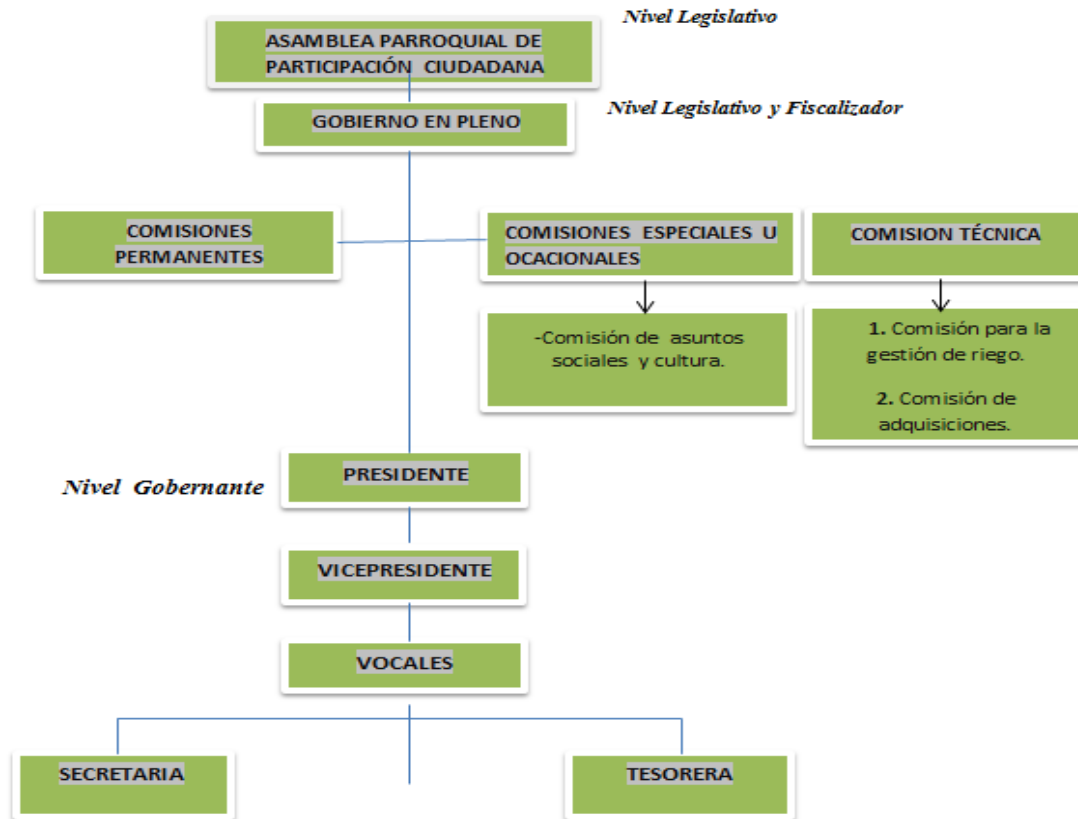 Nivel Legislativo
ASAMBLEA PARROQUIAL DE
PARTICIPACIÓN CIUDADANA
Nivel Legislativo y Fiscalizador
GOBIERNO EN PLENO
COMISIONES
PERMANENTES
COMISIONES ESPECIALES U
OCACIONALES
COMISION TÉCNICA
-Comisión de asuntos
sociales y cultura.
1. Comisión para la
gestión de riego.
2. Comisión de
adquisiciones.
Nivel Gobernante
PRESIDENTE
VICEPRESIDENTE
VOCALES
SECRETARIA
TESORERA